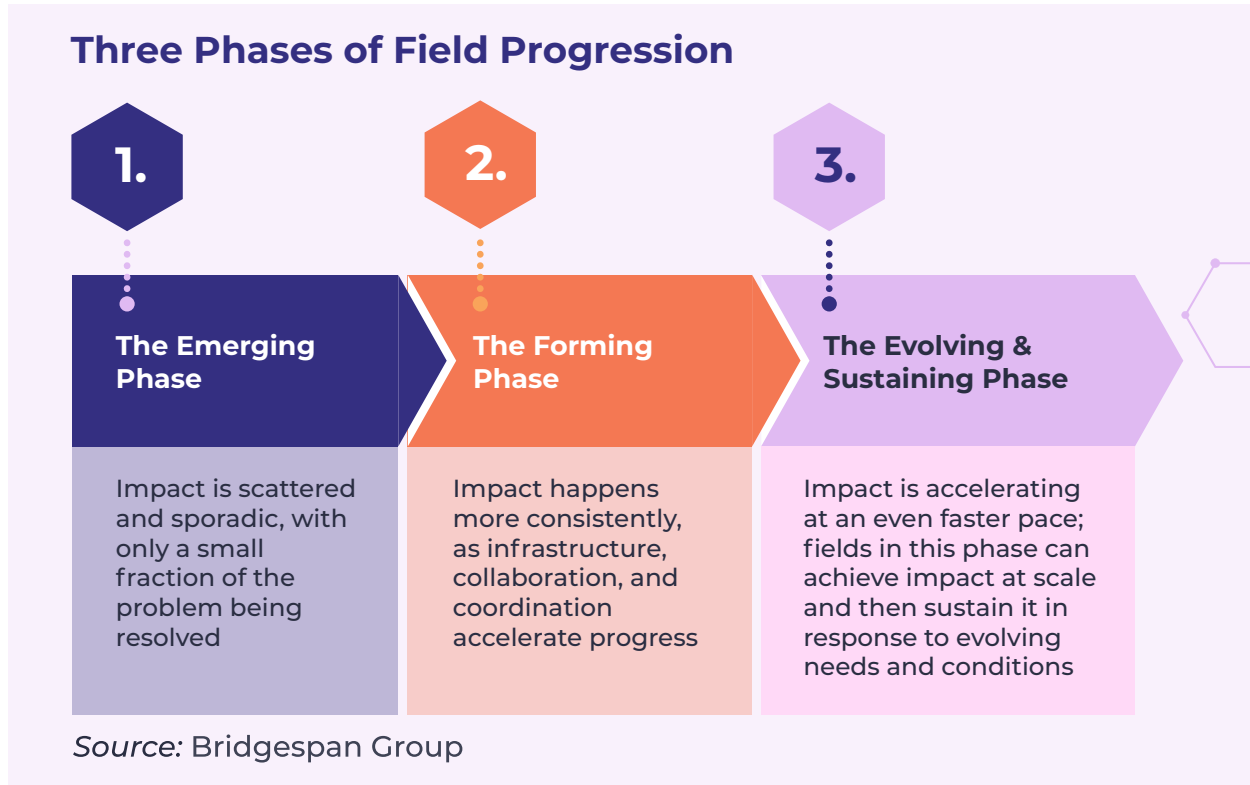 Three Phases of Field Progression
1.
2.
3.
The Emerging
Phase
The Forming
Phase
The Evolving &
Sustaining Phase
Impact is scattered
and sporadic, with
only a small
fraction of the
problem being
resolved
Impact happens
more consistently,
as infrastructure,
collaboration, and
coordination
accelerate progress
Impact is accelerating
at an even faster pace;
fields in this phase can
achieve impact at scale
and then sustain it in
response to evolving
needs and conditions
Source: Bridgespan Group